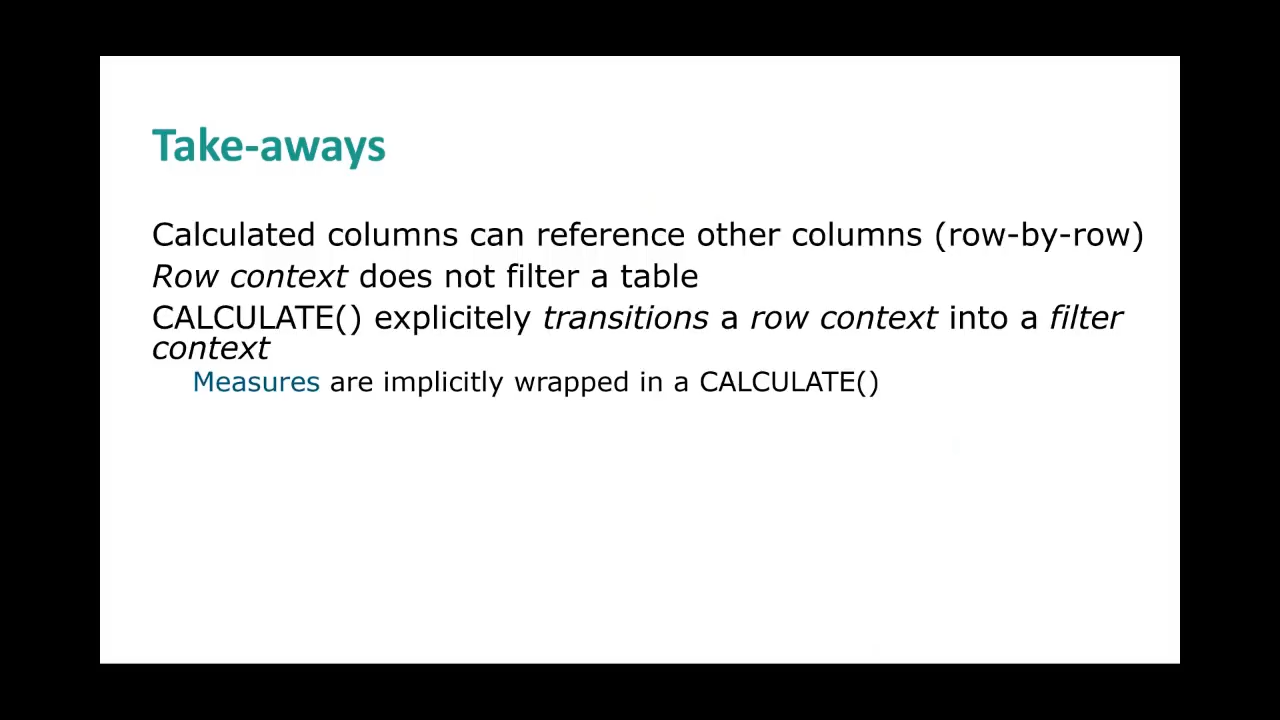 Take-aways
Calculated columns can reference other columns (row-by-row)
Row context does not filter a table
CALCULATE() explicitely transitions a row context into a filter
context
Measures are implicitly wrapped in a CALCULATE()